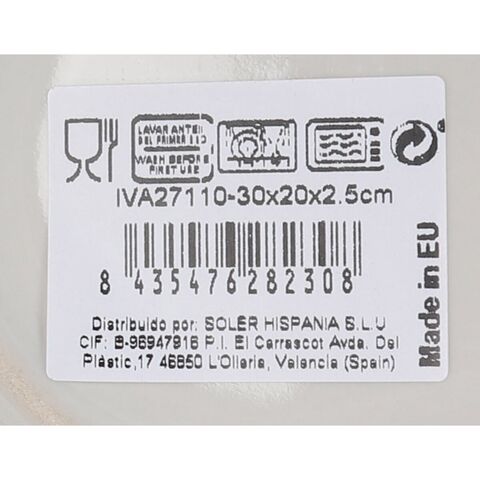 LAVAR ANTES
DEL PRIMER USO
WASH BEFORE
FIRST USE
IVA27110-30x20x2.5cm
8 435476 282308
Distribuido por: SOLER HISPANIA S.L.U
CIF: B-96947916 P.I. El Carrascot Avda. Del
Plástic,17 46850 L'Olleria, Valencia (Spain)
Made in EU